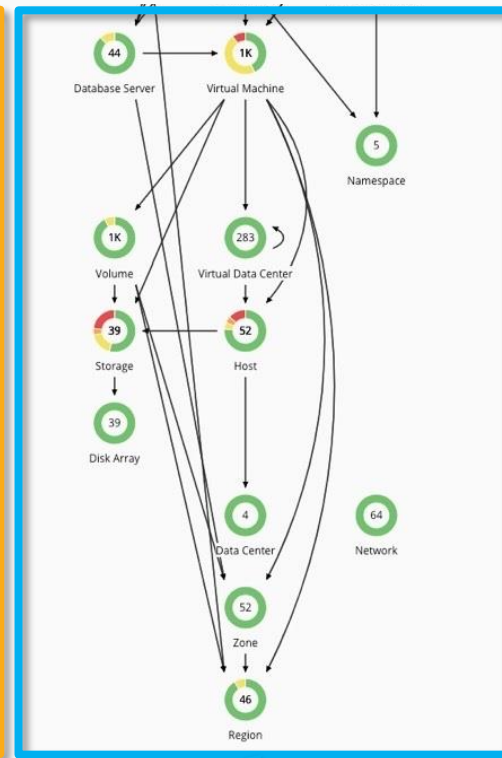 44
1K
Database Server
Virtual Machine
5
Namespace
1K
283
Volume
Virtual Data Center
39
52
Storage
Host
39
Disk Array
4
64
Data Center
Network
52
Zone
46
Region